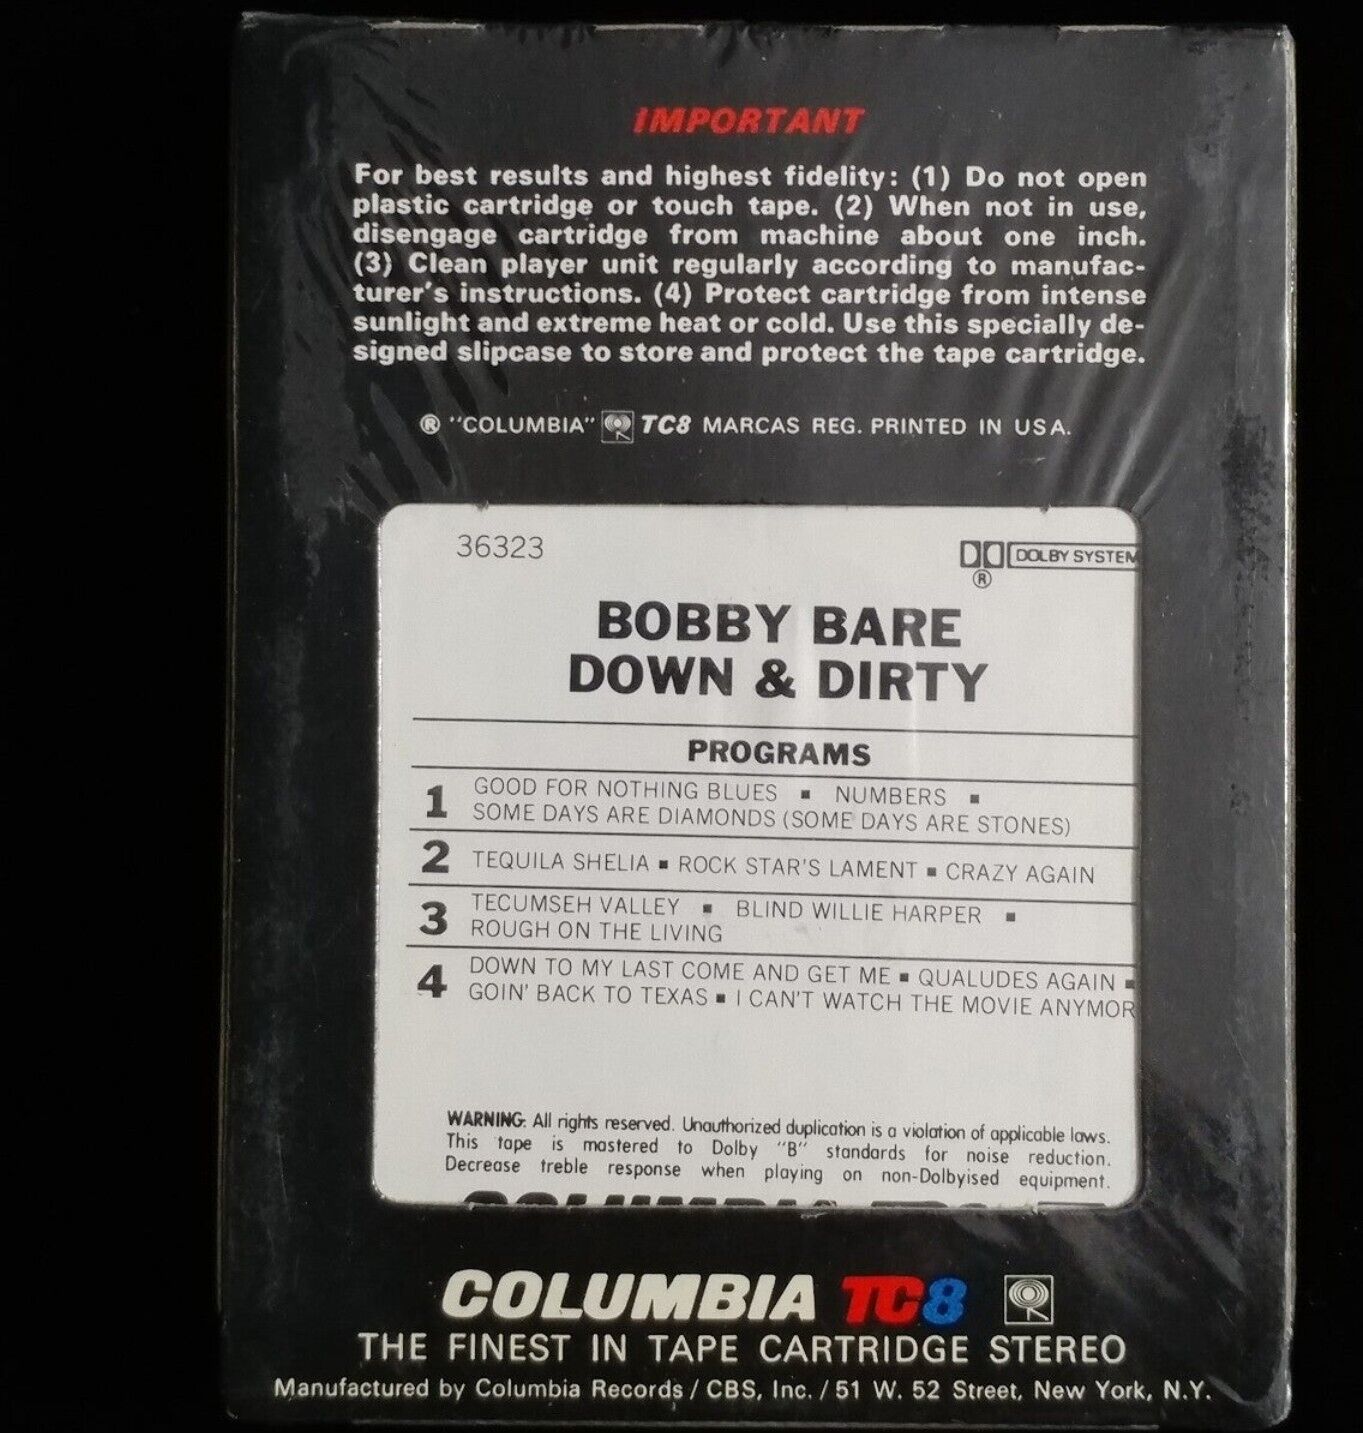 IMPORTANT
For best results and highest fidelity: (1) Do not open
plastic cartridge or touch tape. (2) When not in use,
disengage cartridge from machine about one inch.
(3) Clean player unit regularly according to manufac-
turer's instructions. (4) Protect cartridge from intense
sunlight and extreme heat or cold. Use this specially de-
signed slipcase to store and protect the tape cartridge.
® "COLUMBIA" TC8 MARCAS REG. PRINTED IN U.S.A.
36323
DOLBY SYSTEM
®
BOBBY BARE
DOWN & DIRTY
PROGRAMS
1 GOOD FOR NOTHING BLUES ▪ NUMBERS ▪
SOME DAYS ARE DIAMONDS (SOME DAYS ARE STONES)
2 TEQUILA SHELIA ▪ ROCK STAR'S LAMENT ▪ CRAZY AGAIN
3 TECUMSEH VALLEY ▪ BLIND WILLIE HARPER ▪
ROUGH ON THE LIVING
4 DOWN TO MY LAST COME AND GET ME ▪ QUALUDES AGAIN ▪
GOIN' BACK TO TEXAS ▪ I CAN'T WATCH THE MOVIE ANYMOR
WARNING: All rights reserved. Unauthorized duplication is a violation of applicable laws.
This tape is mastered to Dolby "B" standards for noise reduction.
Decrease treble response when playing on non-Dolbyised equipment.
COLUMBIA TC8
THE FINEST IN TAPE CARTRIDGE STEREO
Manufactured by Columbia Records / CBS, Inc. / 51 W. 52 Street, New York, N.Y.